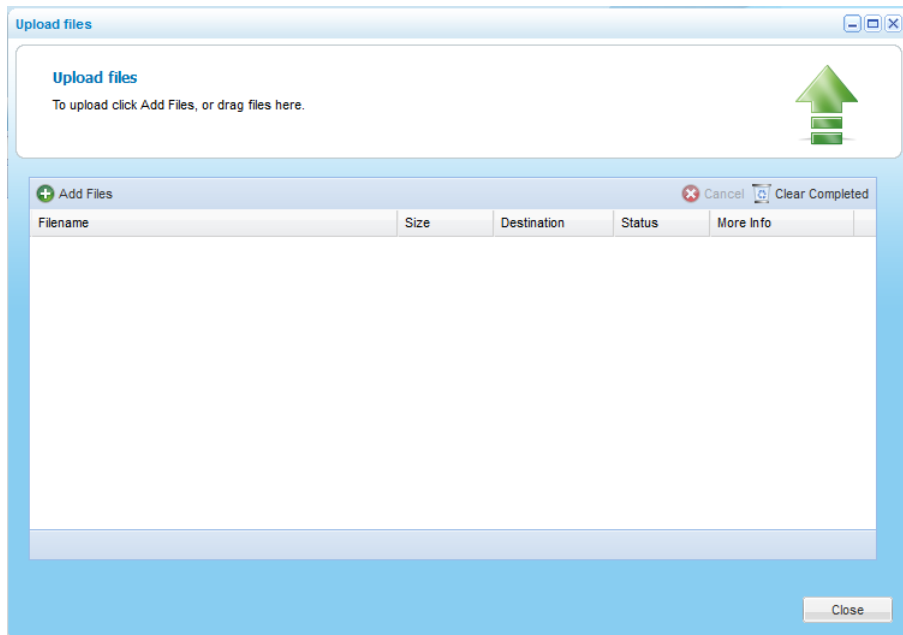 Upload files
Upload files
To upload click Add Files, or drag files here.
Add Files Cancel Clear Completed
Filename Size Destination Status More Info
Close